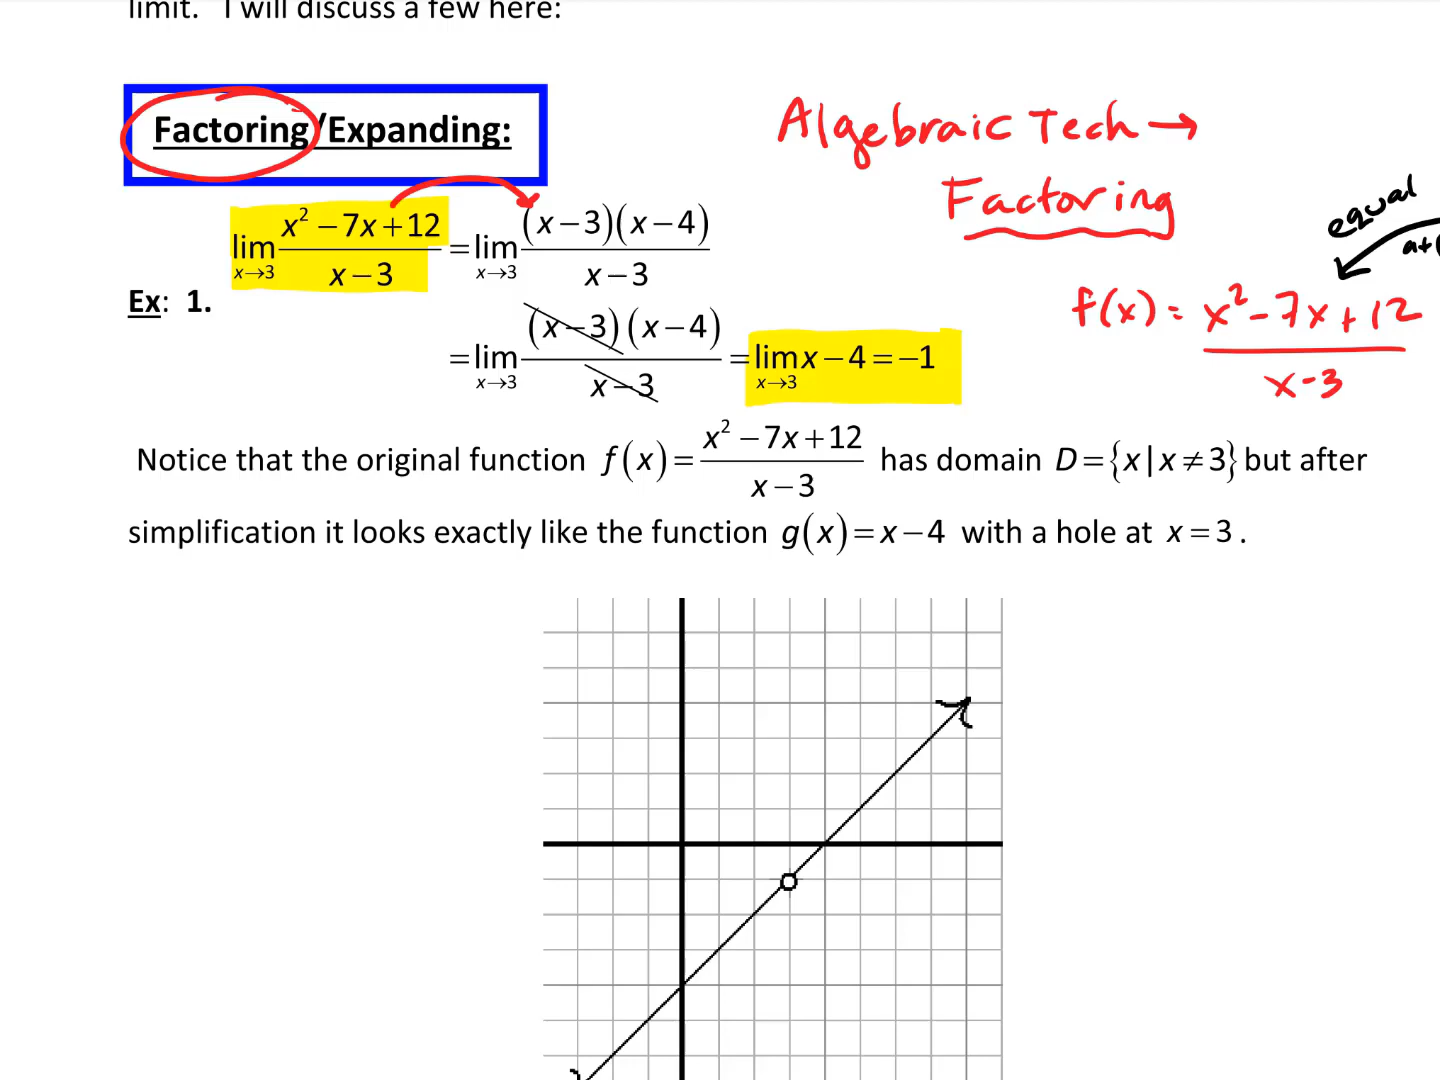 limit. I will discuss a few here:
Factoring/Expanding:
Algebraic Tech →
Factoring
equal
lim x→3 (x² − 7x + 12)/(x − 3) = lim x→3 ((x − 3)(x − 4))/(x − 3)
Ex: 1.
= lim x→3 ((x − 3)(x − 4))/(x − 3) = lim x→3 x − 4 = −1
f(x) = (x² - 7x + 12)/(x - 3)
Notice that the original function f(x) = (x² − 7x + 12)/(x − 3) has domain D = {x | x ≠ 3} but after
simplification it looks exactly like the function g(x) = x − 4 with a hole at x = 3.